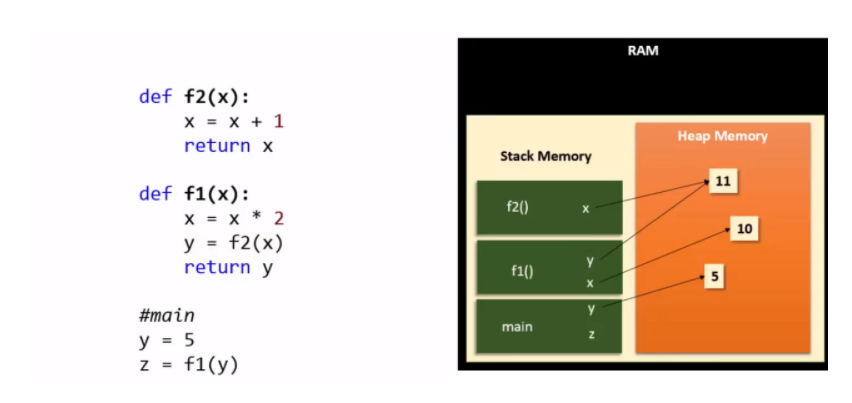 def f2(x):
    x = x + 1
    return x
def f1(x):
    x = x * 2
    y = f2(x)
    return y
#main
y = 5
z = f1(y)
RAM
Stack Memory
f2() x
f1() y
x
main y
z
Heap Memory
11
10
5